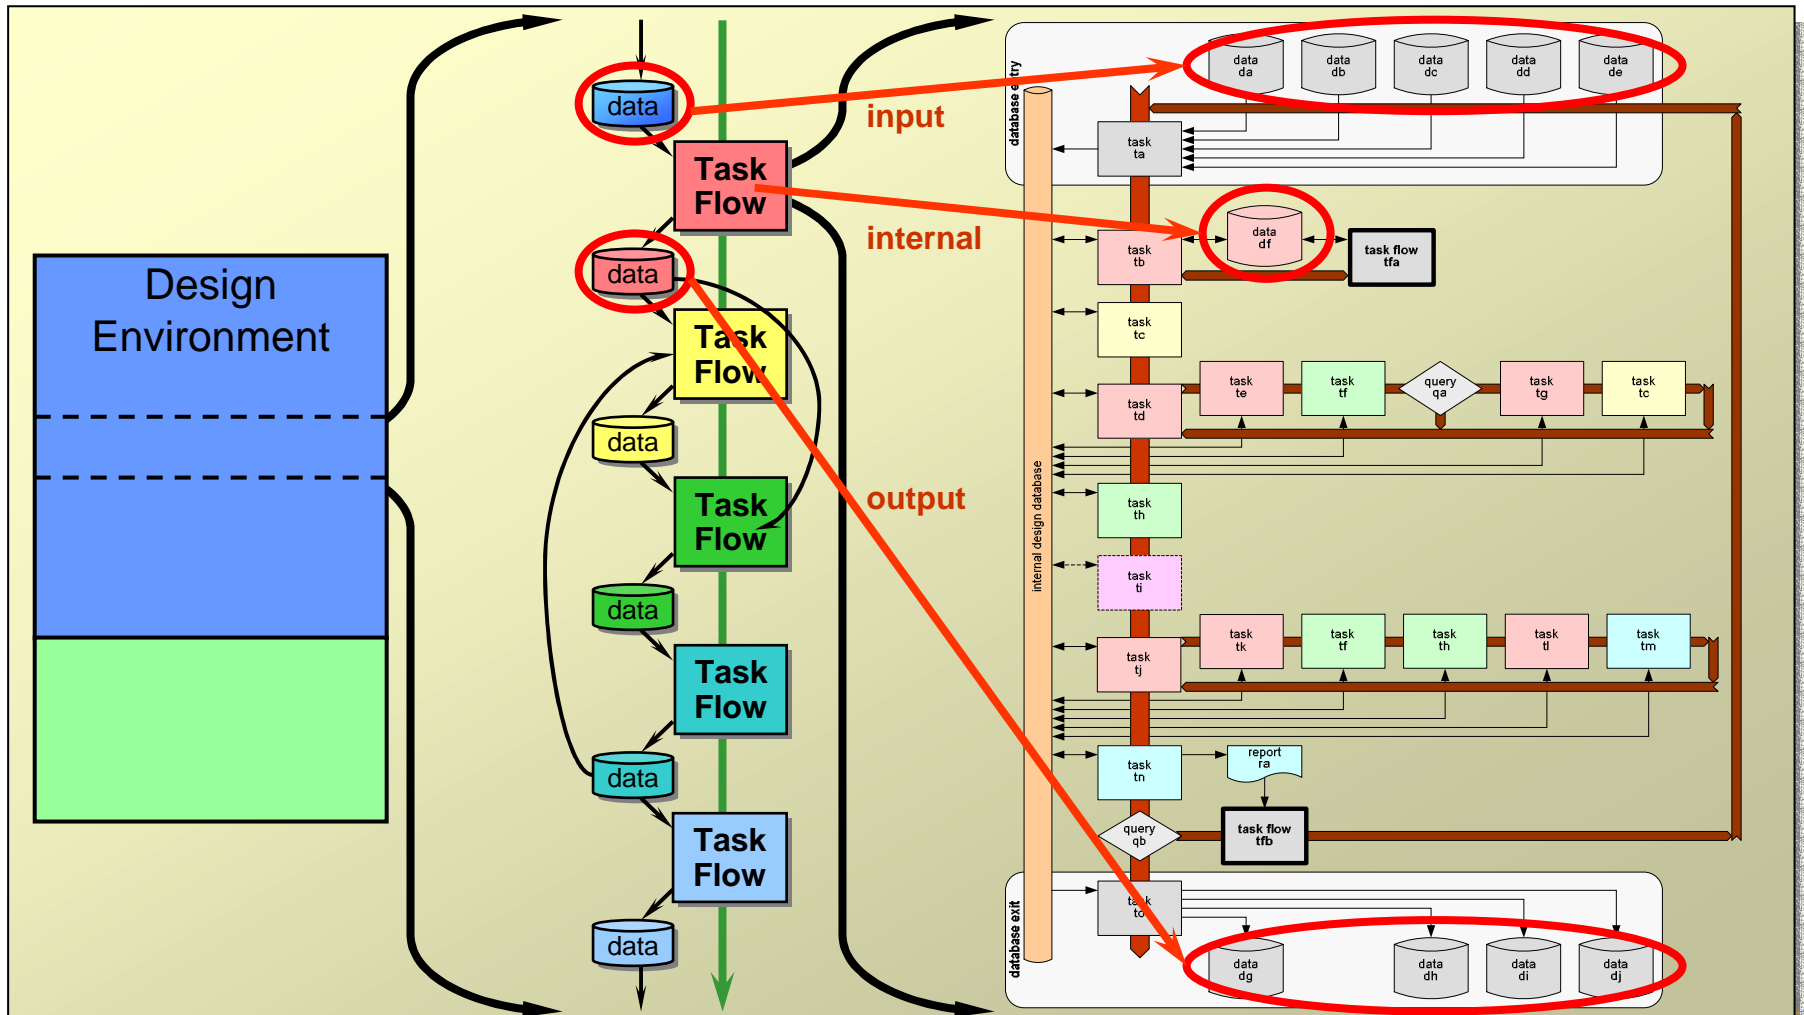 Design
Environment
data
Task
Flow
data
Task
Flow
data
Task
Flow
data
Task
Flow
data
Task
Flow
data
input
internal
output
database entry
data
da
data
db
data
dc
data
dd
data
de
task
ta
internal design database
task
tb
data
df
task flow
tfa
task
tc
task
td
task
te
task
tf
query
qa
task
tg
task
tc
task
th
task
ti
task
tj
task
tk
task
tf
task
th
task
tl
task
tm
task
tn
report
ra
query
qb
task flow
tfb
database exit
task
to
data
dg
data
dh
data
di
data
dj